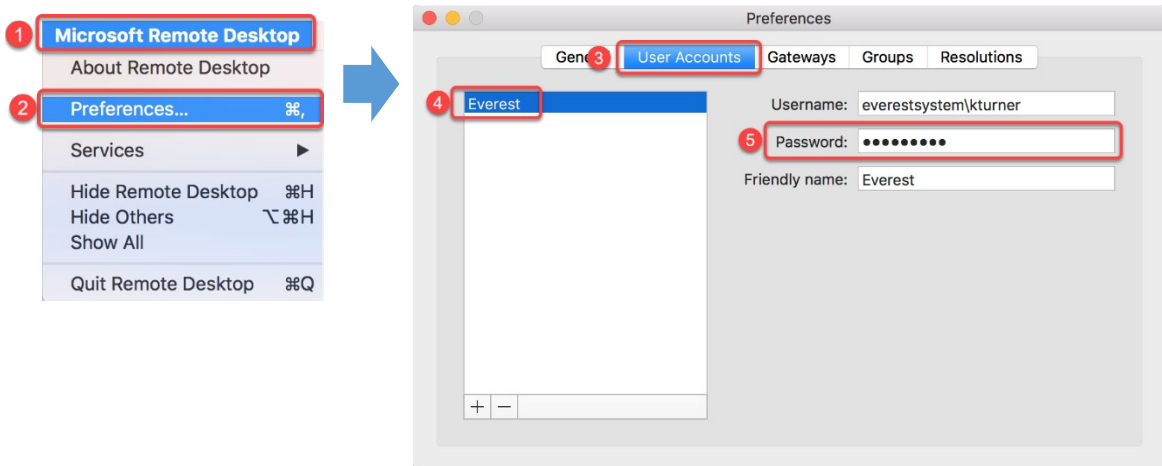 1 Microsoft Remote Desktop
About Remote Desktop
2 Preferences... ⌘,
Services ▶
Hide Remote Desktop ⌘H
Hide Others ⌥⌘H
Show All
Quit Remote Desktop ⌘Q
Preferences
Gene 3 User Accounts Gateways Groups Resolutions
4 Everest
Username: everestsystem\kturner
5 Password: •••••••••
Friendly name: Everest
+ −